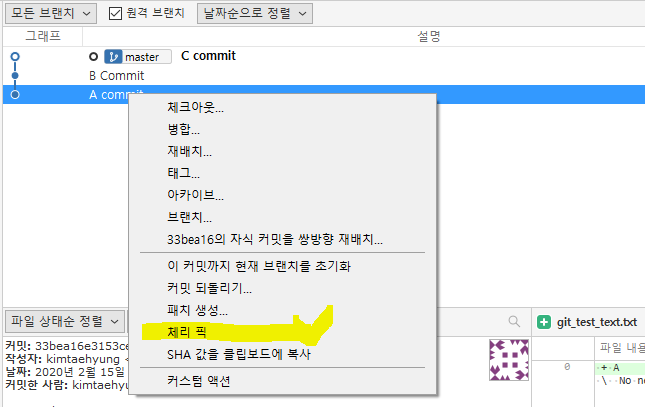 모든 브랜치 원격 브랜치 날짜순으로 정렬
그래프 설명
master C commit
B Commit
A commit
체크아웃...
병합...
재배치...
태그...
아카이브...
브랜치...
33bea16의 자식 커밋을 쌍방향 재배치...
이 커밋까지 현재 브랜치를 초기화
커밋 되돌리기...
패치 생성...
체리 픽
SHA 값을 클립보드에 복사
커스텀 액션
파일 상태순 정렬
커밋: 33bea16e3153ce
작성자: kimtaehyung <
날짜: 2020년 2월 15일
커밋한 사람: kimtaehyu
git_test_text.txt
파일 내용
0 + A
\ No ne